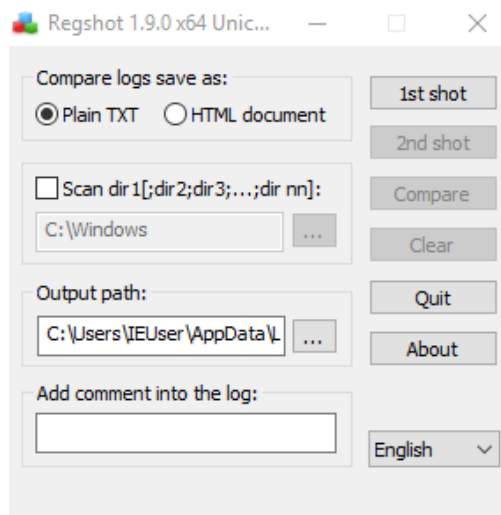 Regshot 1.9.0 x64 Unic...
Compare logs save as:
Plain TXT HTML document
1st shot
2nd shot
Scan dir1[;dir2;dir3;...;dir nn]:
Compare
C:\Windows ...
Clear
Output path:
Quit
C:\Users\IEUser\AppData\L ...
About
Add comment into the log:
English